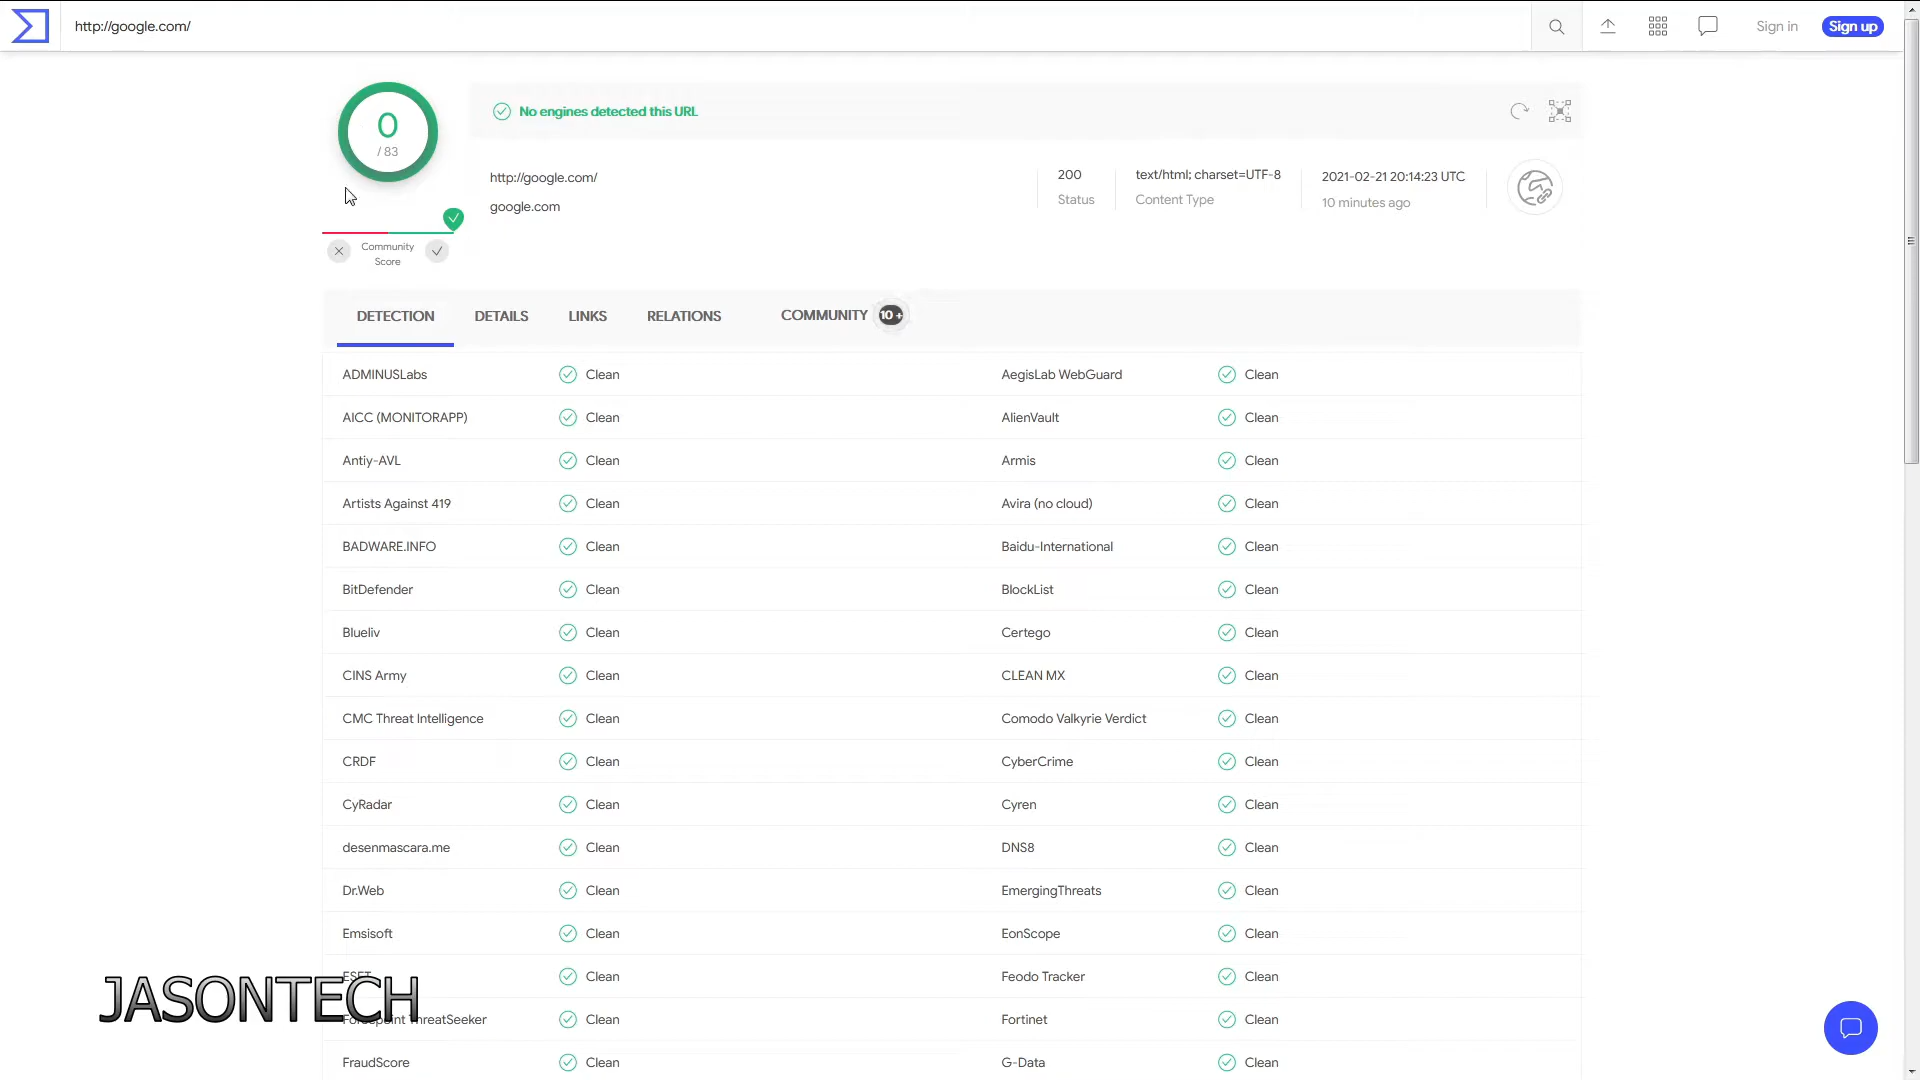 http://google.com/
Sign in
Sign up
0
/ 83
No engines detected this URL
http://google.com/
google.com
200
Status
text/html; charset=UTF-8
Content Type
2021-02-21 20:14:23 UTC
10 minutes ago
Community
Score
DETECTION DETAILS LINKS RELATIONS COMMUNITY 10 +
ADMINUSLabs Clean AegisLab WebGuard Clean
AICC (MONITORAPP) Clean AlienVault Clean
Antiy-AVL Clean Armis Clean
Artists Against 419 Clean Avira (no cloud) Clean
BADWARE.INFO Clean Baidu-International Clean
BitDefender Clean BlockList Clean
Blueliv Clean Certego Clean
CINS Army Clean CLEAN MX Clean
CMC Threat Intelligence Clean Comodo Valkyrie Verdict Clean
CRDF Clean CyberCrime Clean
CyRadar Clean Cyren Clean
desenmascara.me Clean DNS8 Clean
Dr.Web Clean EmergingThreats Clean
Emsisoft Clean EonScope Clean
ESET Clean Feodo Tracker Clean
JASONTECH
Forcepoint ThreatSeeker Clean Fortinet Clean
FraudScore Clean G-Data Clean